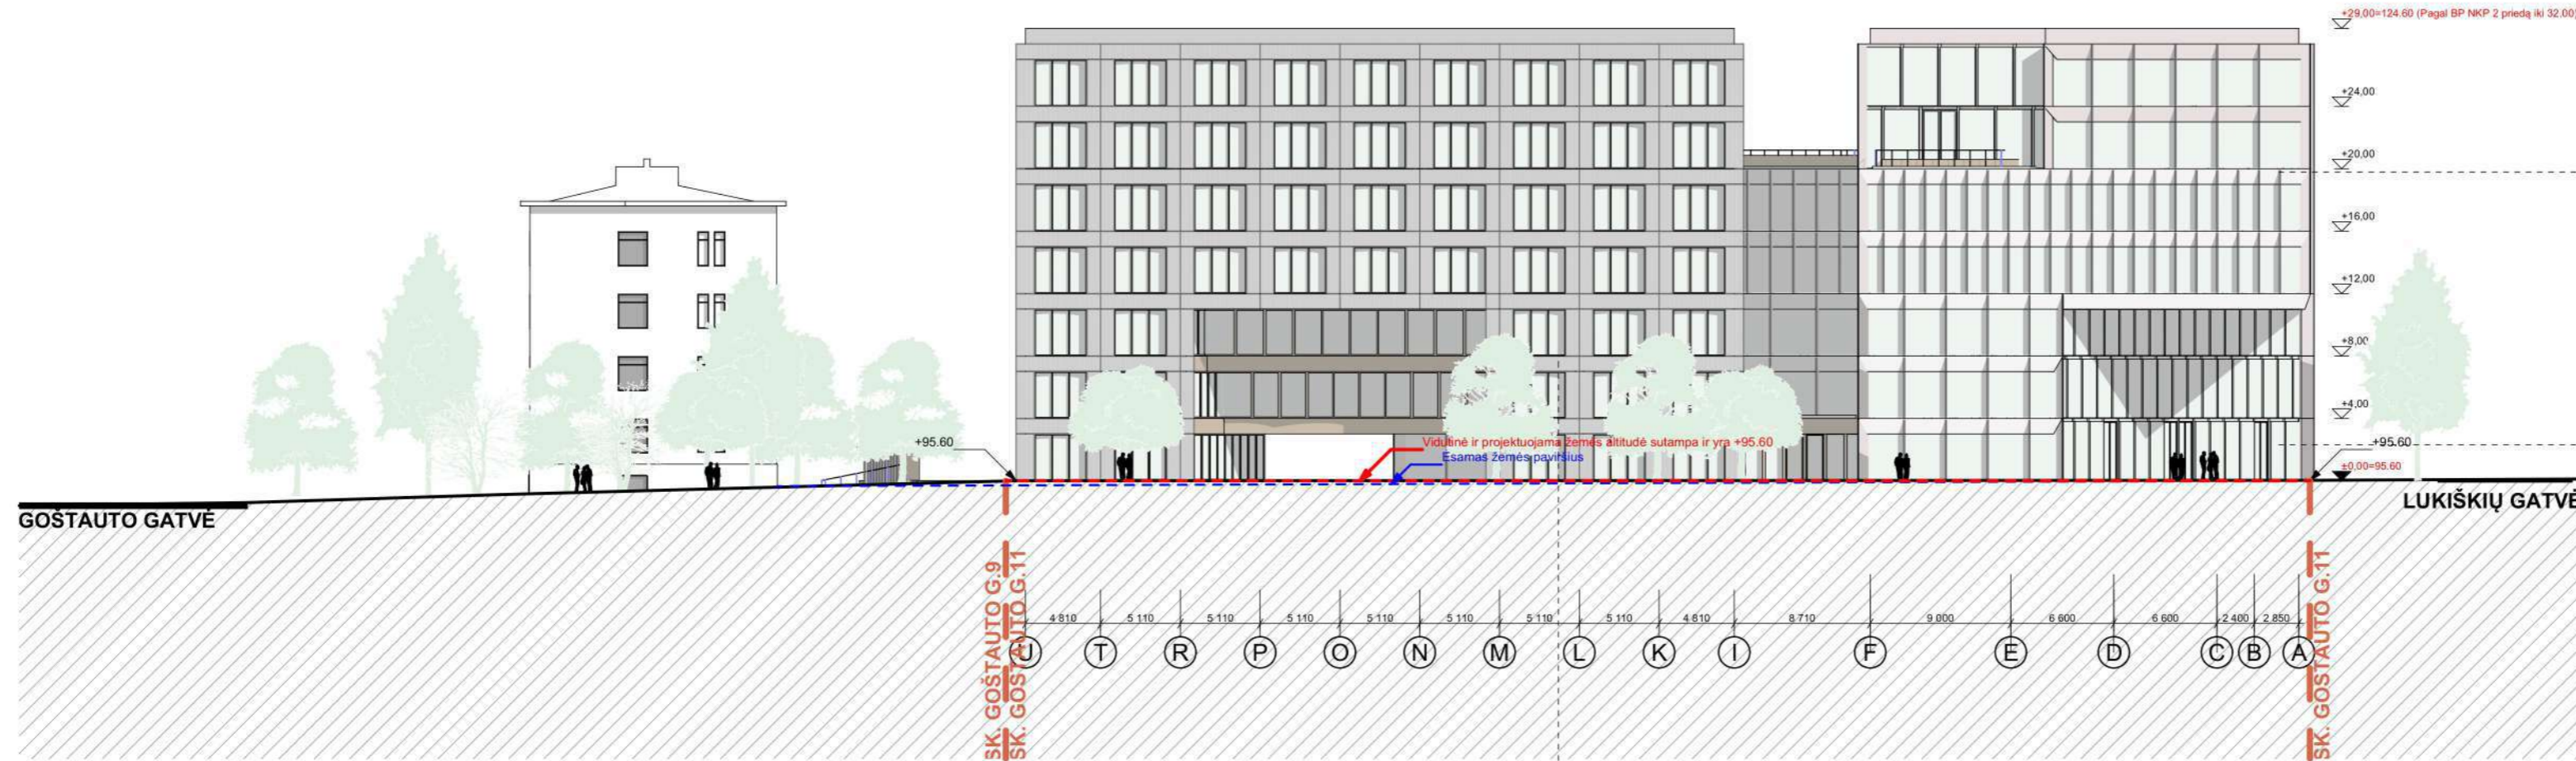 +29,00=124.60 (Pagal BP NKP 2 priedą iki 32,00)
+24,00
+20,00
+16,00
+12,00
+8,00
+4,00
+95.60
+95.60
Vidutinė ir projektuojama žemės altitudė sutampa ir yra +95.60
Esamas žemės paviršius
±0,00=95.60
GOŠTAUTO GATVĖ
LUKIŠKIŲ GATVĖ
SK. GOŠTAUTO G.9
SK. GOŠTAUTO G.11
SK. GOŠTAUTO G.11
4 810 5 110 5 110 5 110 5 110 5 110 5 110 5 110 4 810 8 710 9 000 6 600 6 600 2 400 2 850
U T R P O N M L K I F E D C B A